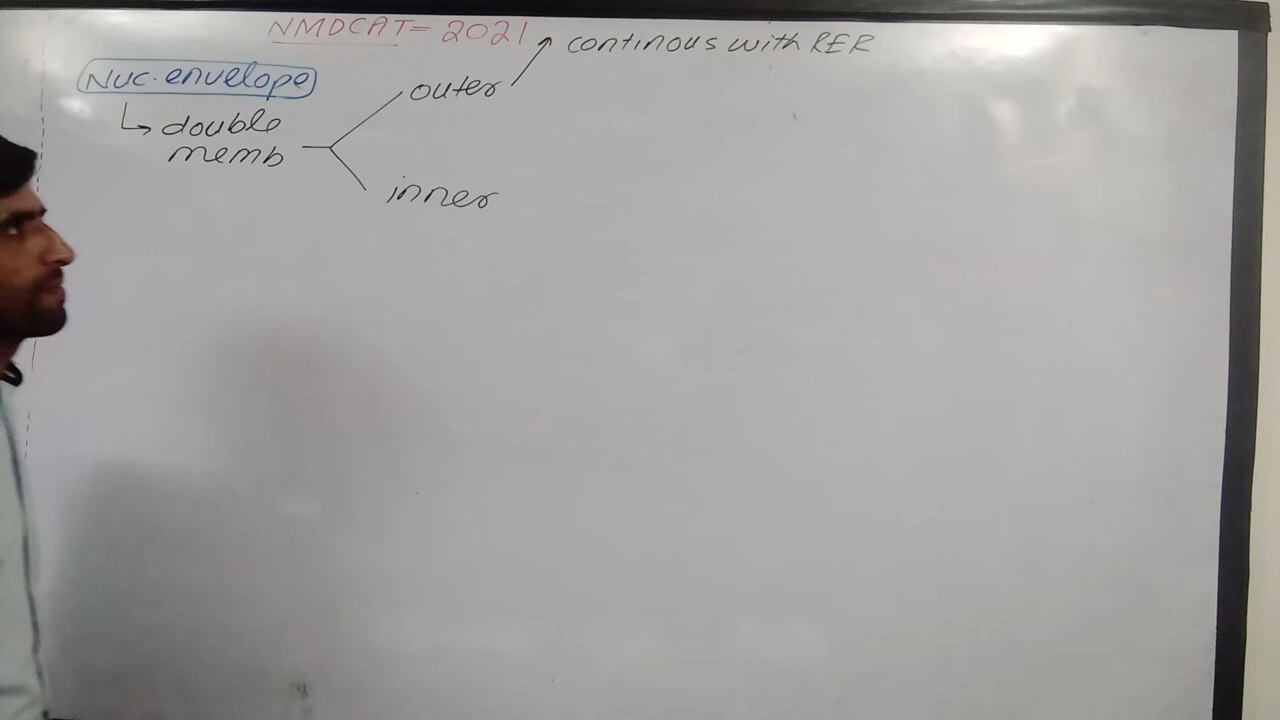 NMDCAT = 2021
continous with RER
Nuc. envelope
outer
double
memb
inner